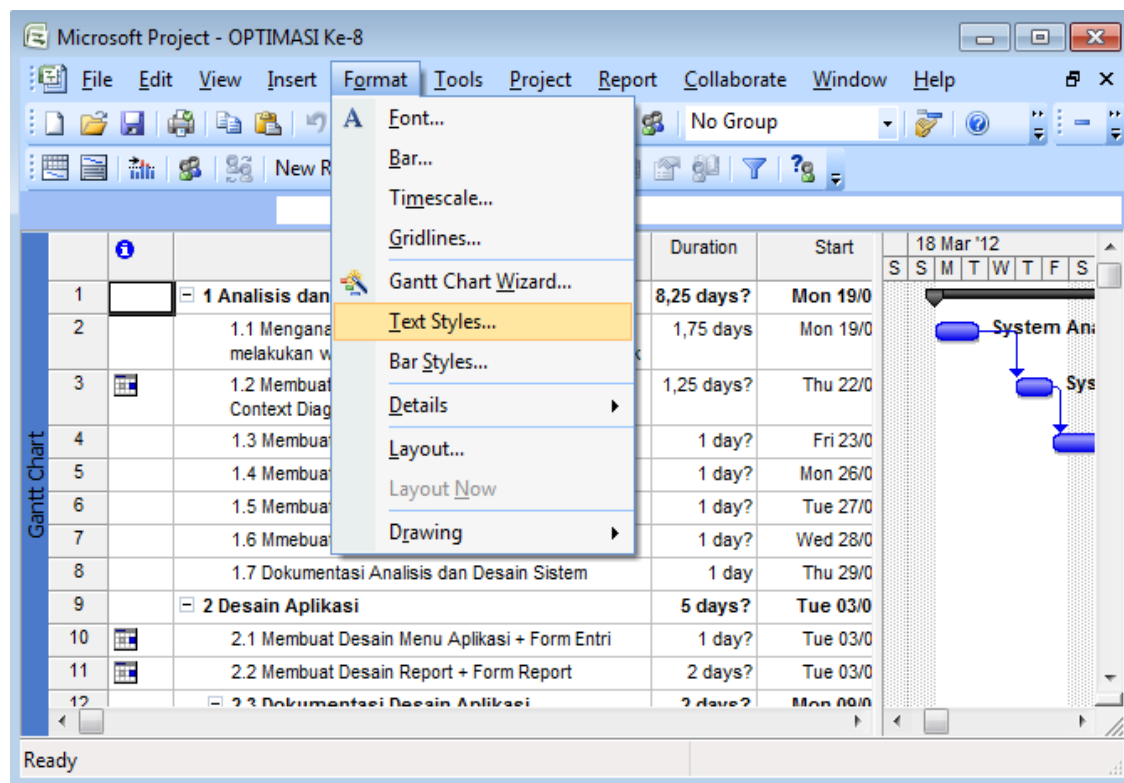 Microsoft Project - OPTIMASI Ke-8
File Edit View Insert Format Tools Project Report Collaborate Window Help
No Group
New R
Font...
Bar...
Timescale...
Gridlines...
Gantt Chart Wizard...
Text Styles...
Bar Styles...
Details
Layout...
Layout Now
Drawing
Duration Start 18 Mar '12
S S M T W T F S
1 1 Analisis dan 8,25 days? Mon 19/0
2 1.1 Mengana 1,75 days Mon 19/0 System Ana
melakukan w k
3 1.2 Membuat 1,25 days? Thu 22/0 Sys
Context Diag
4 1.3 Membuat 1 day? Fri 23/0
5 1.4 Membuat 1 day? Mon 26/0
6 1.5 Membuat 1 day? Tue 27/0
7 1.6 Mmebuat 1 day? Wed 28/0
8 1.7 Dokumentasi Analisis dan Desain Sistem 1 day Thu 29/0
9 2 Desain Aplikasi 5 days? Tue 03/0
10 2.1 Membuat Desain Menu Aplikasi + Form Entri 1 day? Tue 03/0
11 2.2 Membuat Desain Report + Form Report 2 days? Tue 03/0
12 2.3 Dokumentasi Desain Aplikasi 2 days? Mon 09/0
Gantt Chart
Ready